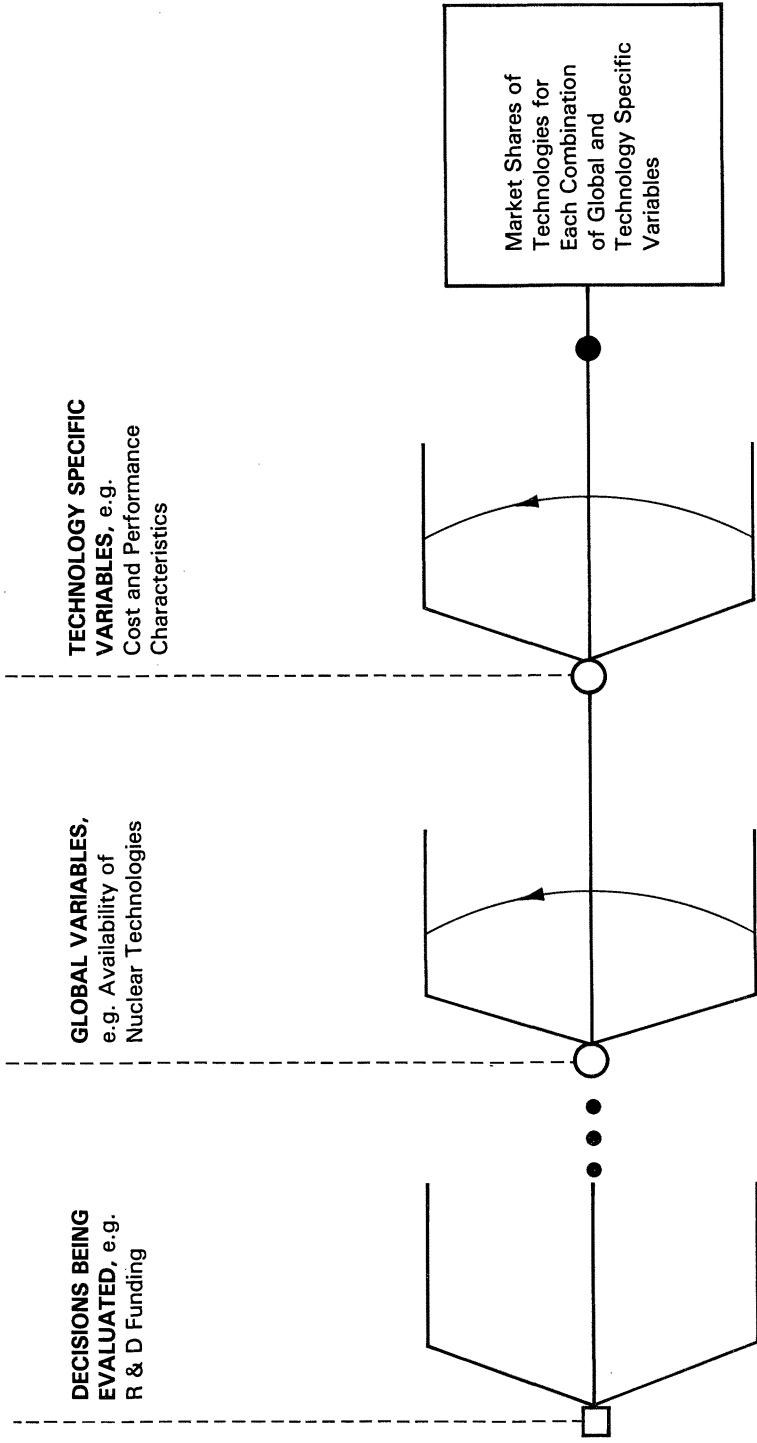 DECISIONS BEING
EVALUATED, e.g.
R & D Funding
GLOBAL VARIABLES,
e.g. Availability of
Nuclear Technologies
TECHNOLOGY SPECIFIC
VARIABLES, e.g.
Cost and Performance
Characteristics
Market Shares of
Technologies for
Each Combination
of Global and
Technology Specific
Variables